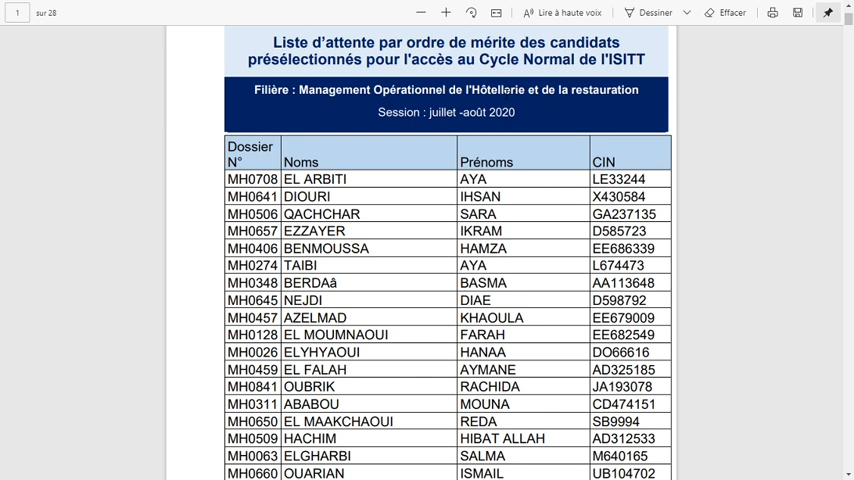 1 sur 28 Lire à haute voix Dessiner Effacer
Liste d'attente par ordre de mérite des candidats
présélectionnés pour l'accès au Cycle Normal de l'ISITT
Filière : Management Opérationnel de l'Hôtellerie et de la restauration
Session : juillet -août 2020
Dossier
N° Noms Prénoms CIN
MH0708 EL ARBITI AYA LE33244
MH0641 DIOURI IHSAN X430584
MH0506 QACHCHAR SARA GA237135
MH0657 EZZAYER IKRAM D585723
MH0406 BENMOUSSA HAMZA EE686339
MH0274 TAIBI AYA L674473
MH0348 BERDAâ BASMA AA113648
MH0645 NEJDI DIAE D598792
MH0457 AZELMAD KHAOULA EE679009
MH0128 EL MOUMNAOUI FARAH EE682549
MH0026 ELYHYAOUI HANAA DO66616
MH0459 EL FALAH AYMANE AD325185
MH0841 OUBRIK RACHIDA JA193078
MH0311 ABABOU MOUNA CD474151
MH0650 EL MAAKCHAOUI REDA SB9994
MH0509 HACHIM HIBAT ALLAH AD312533
MH0063 ELGHARBI SALMA M640165
MH0660 OUARIAN ISMAIL UB104702